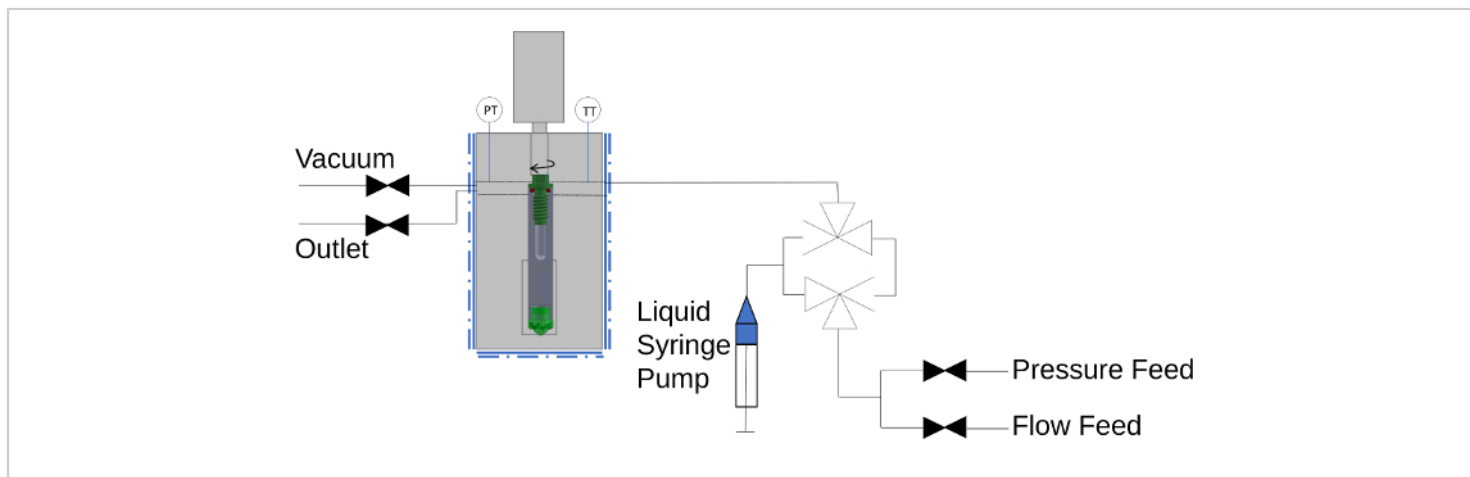 PT
TT
Vacuum
Outlet
Liquid
Syringe
Pump
Pressure Feed
Flow Feed